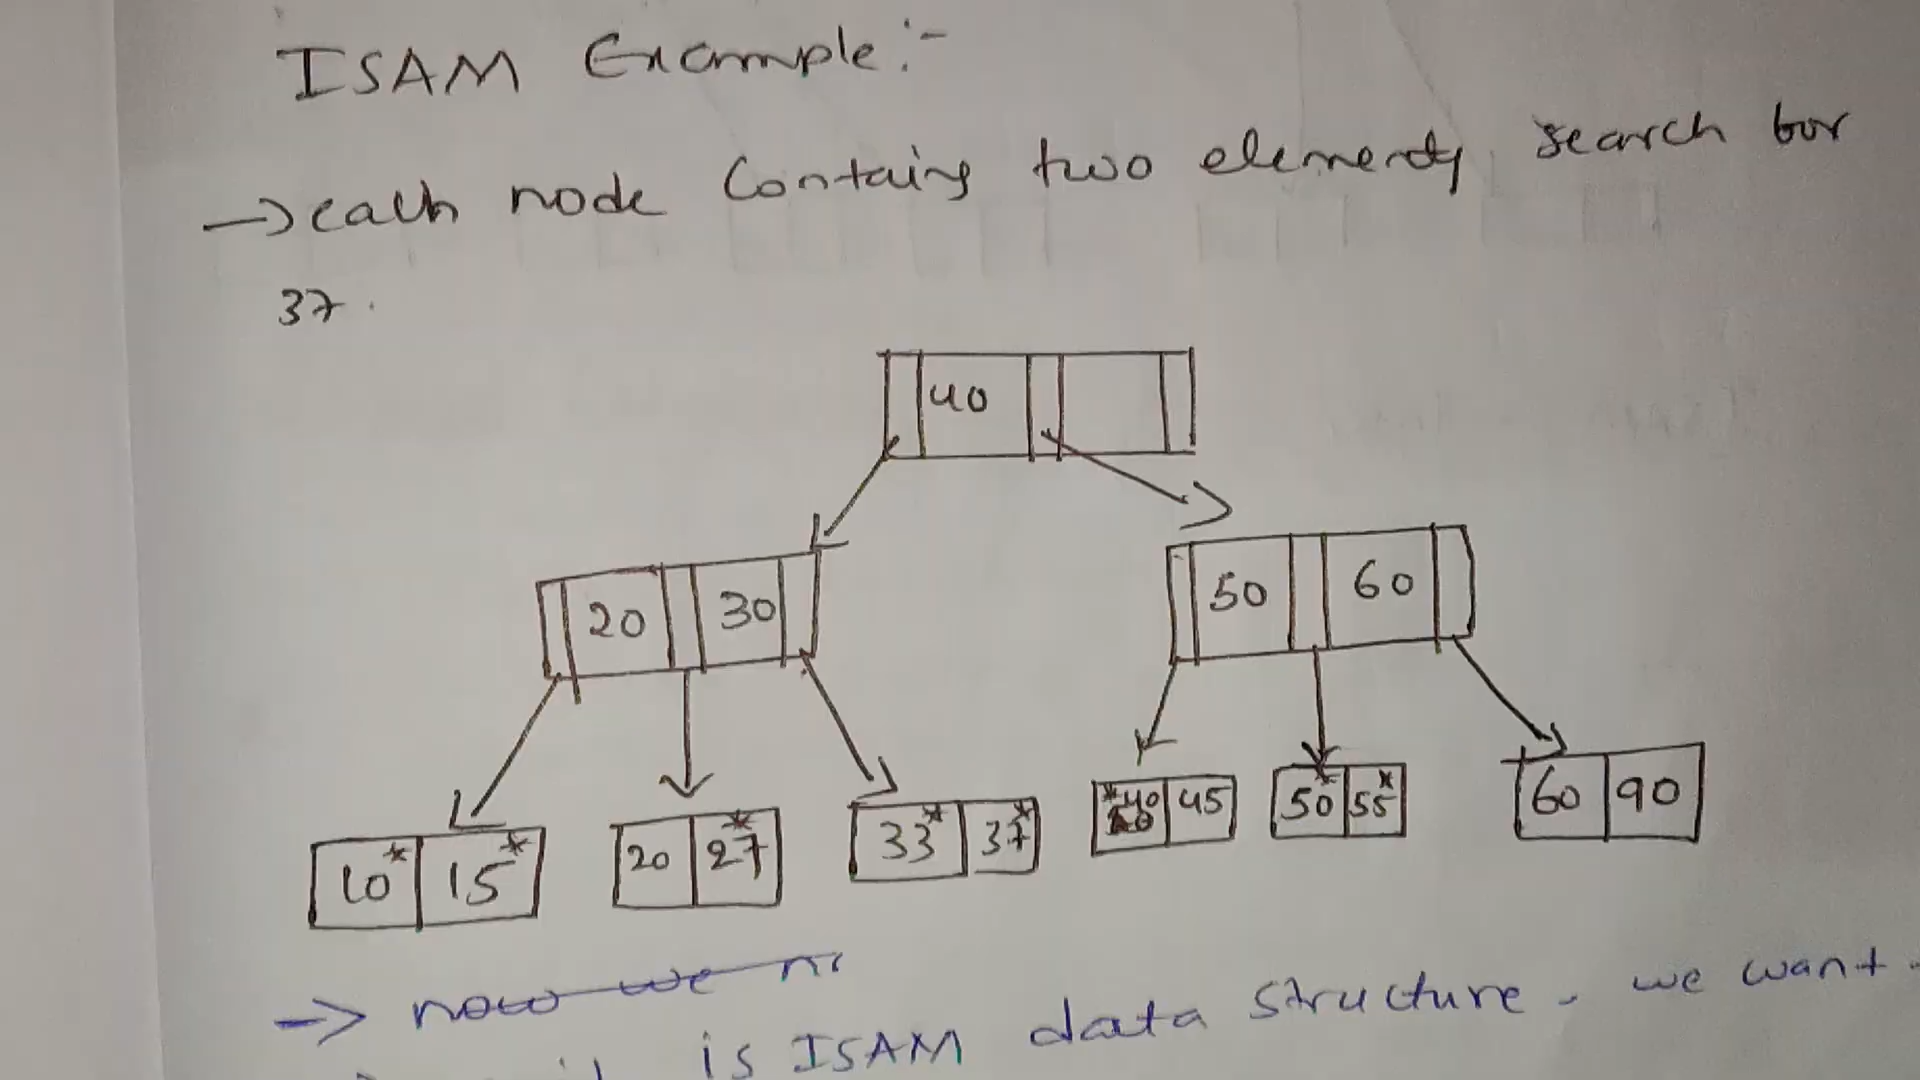 ISAM Example:-
→ each node contains two elements, search for
37.
40
20 30
50 60
10* 15*
20 27*
33* 37*
*40 45
50* 55*
60 90
→ now we
is ISAM data structure. we want